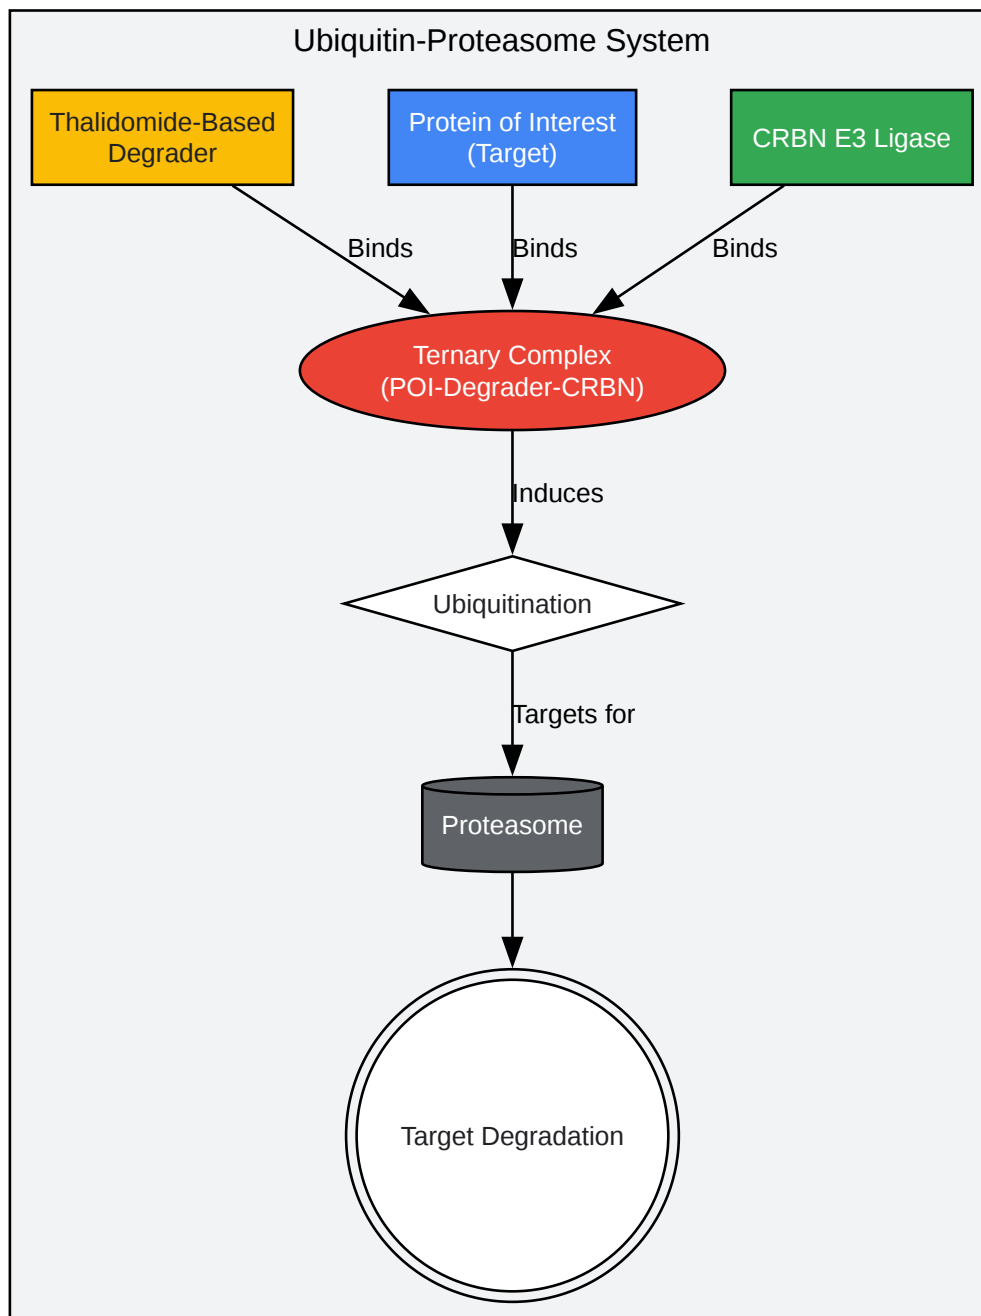 Ubiquitin-Proteasome System
Thalidomide-Based
Degrader
Protein of Interest
(Target)
CRBN E3 Ligase
Binds
Binds
Binds
Ternary Complex
(POI-Degrader-CRBN)
Induces
Ubiquitination
Targets for
Proteasome
Target Degradation